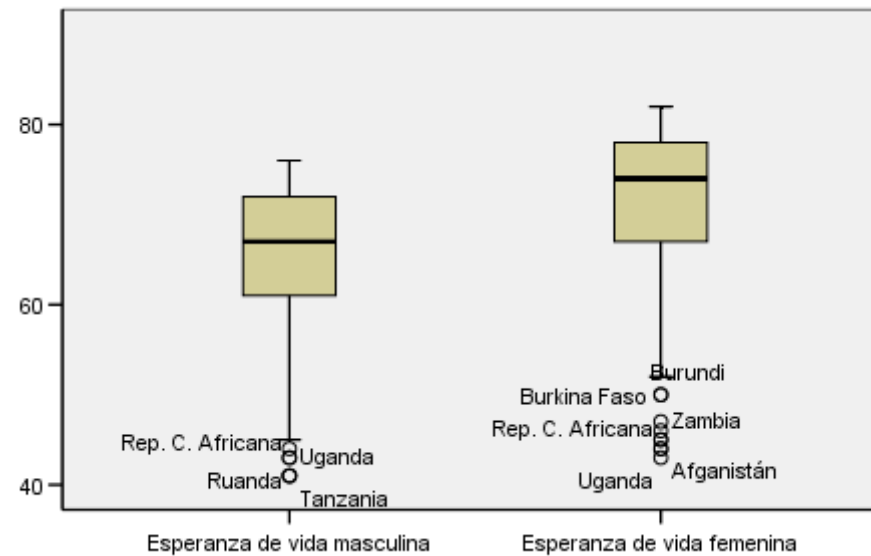 80
60
40
Rep. C. Africana
Uganda
Ruanda
Tanzania
Burundi
Burkina Faso
Zambia
Rep. C. Africana
Afganistán
Uganda
Esperanza de vida masculina
Esperanza de vida femenina